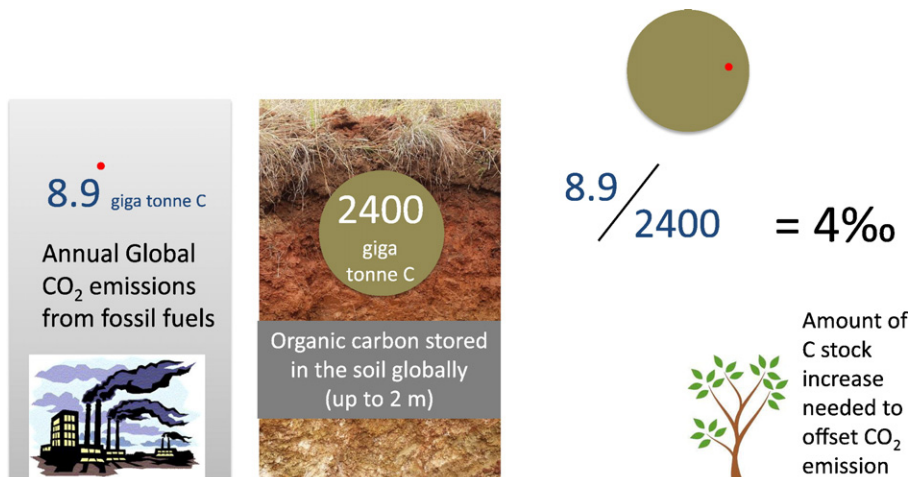 8.9 giga tonne C
Annual Global
CO₂ emissions
from fossil fuels
2400
giga
tonne C
Organic carbon stored
in the soil globally
(up to 2 m)
8.9/2400 = 4‰
Amount of
C stock
increase
needed to
offset CO₂
emission